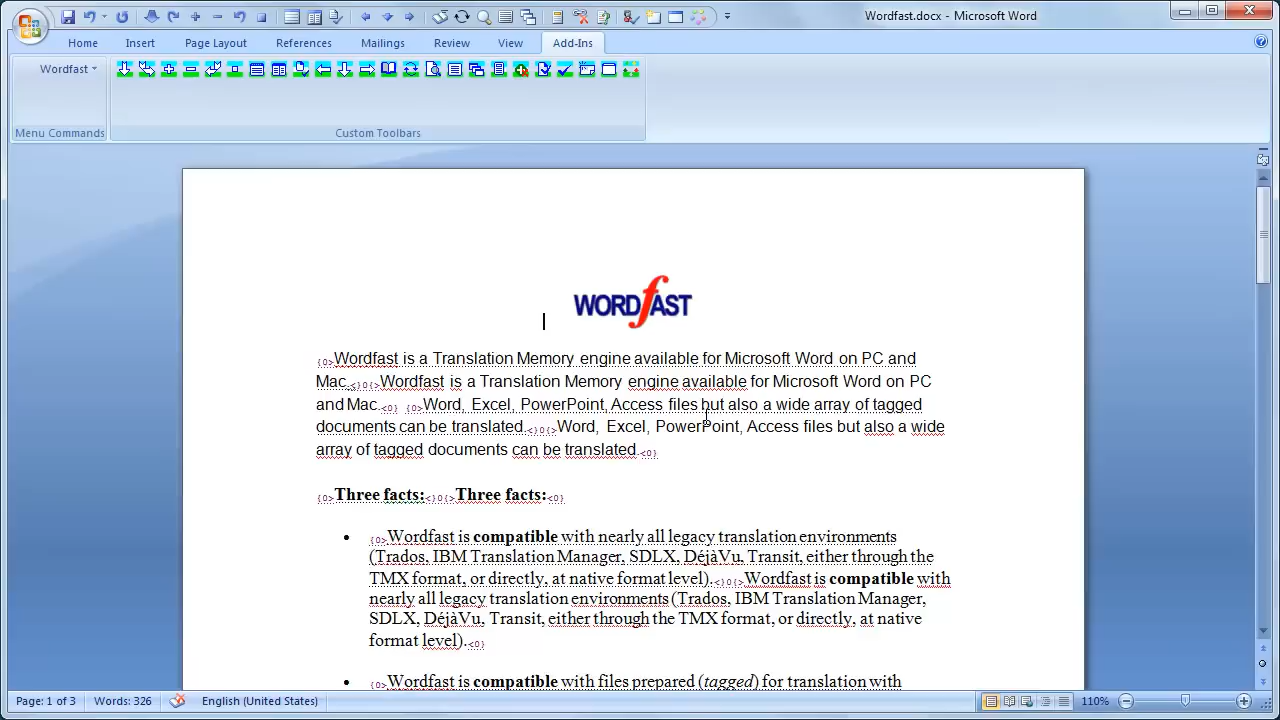 Wordfast.docx - Microsoft Word
Home Insert Page Layout References Mailings Review View Add-Ins
Wordfast
Menu Commands Custom Toolbars
WORDfAST
{0>Wordfast is a Translation Memory engine available for Microsoft Word on PC and
Mac.<}0{>Wordfast is a Translation Memory engine available for Microsoft Word on PC
and Mac.<0} {0>Word, Excel, PowerPoint, Access files but also a wide array of tagged
documents can be translated.<}0{>Word, Excel, PowerPoint, Access files but also a wide
array of tagged documents can be translated.<0}
{0>Three facts:<}0{>Three facts:<0}
• {0>Wordfast is compatible with nearly all legacy translation environments
(Trados, IBM Translation Manager, SDLX, DéjàVu, Transit, either through the
TMX format, or directly, at native format level).<}0{>Wordfast is compatible with
nearly all legacy translation environments (Trados, IBM Translation Manager,
SDLX, DéjàVu, Transit, either through the TMX format, or directly, at native
format level).<0}
• {0>Wordfast is compatible with files prepared (tagged) for translation with
Page: 1 of 3 Words: 326 English (United States) 110%